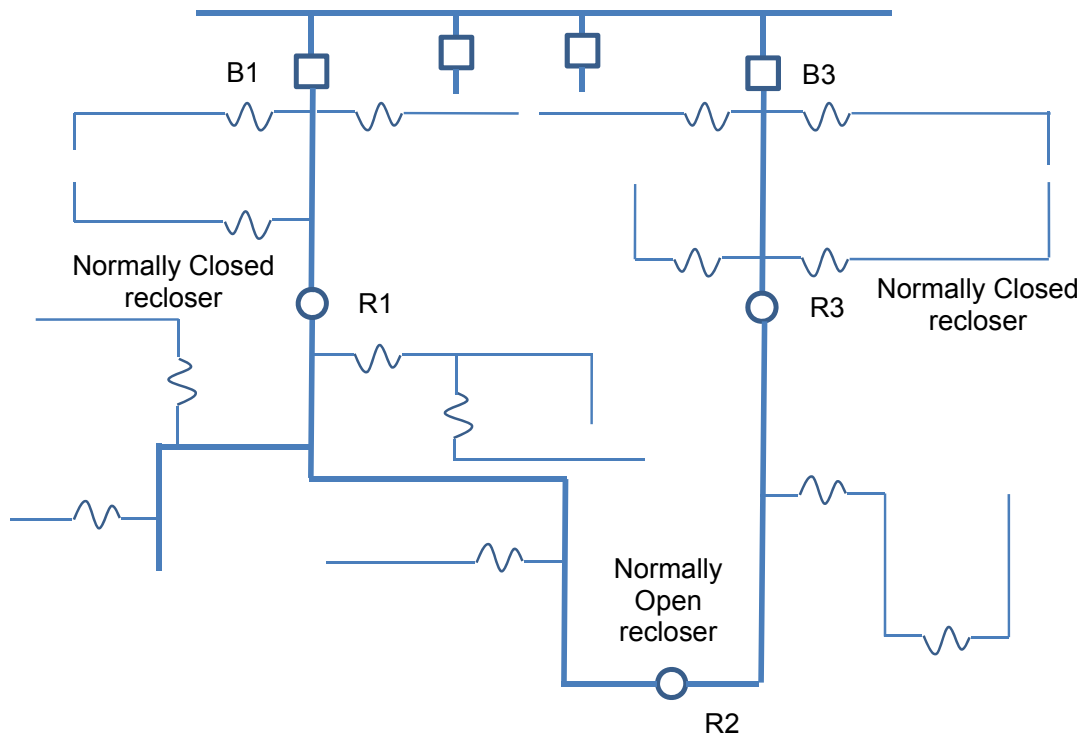 B1
B3
Normally Closed
recloser
R1
R3
Normally Closed
recloser
Normally
Open
recloser
R2